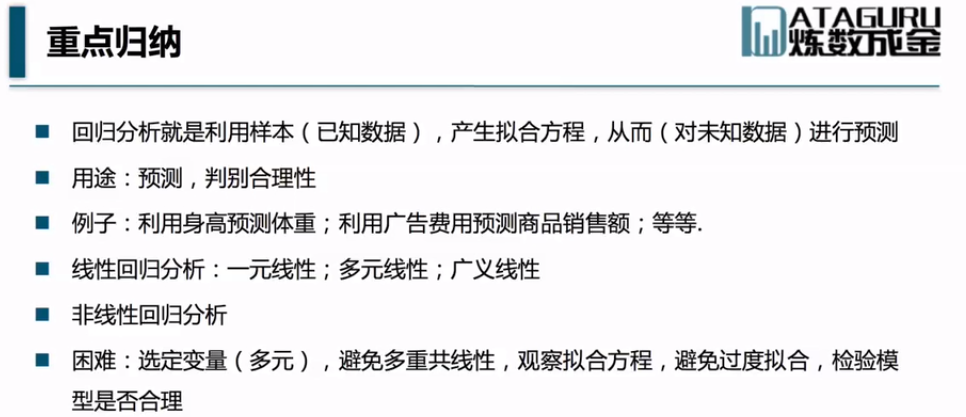 重点归纳
DATAGURU
炼数成金
■ 回归分析就是利用样本（已知数据），产生拟合方程，从而（对未知数据）进行预测
■ 用途：预测，判别合理性
■ 例子：利用身高预测体重；利用广告费用预测商品销售额；等等.
■ 线性回归分析：一元线性；多元线性；广义线性
■ 非线性回归分析
■ 困难：选定变量（多元），避免多重共线性，观察拟合方程，避免过度拟合，检验模
型是否合理